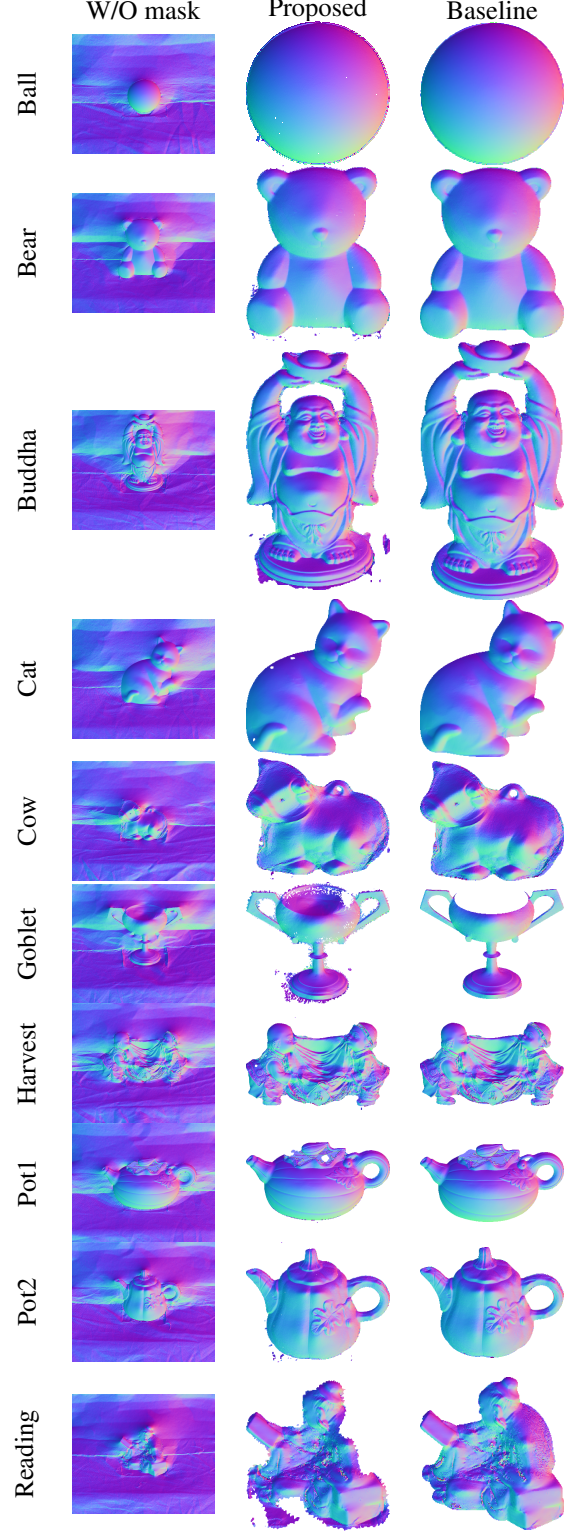 W/O mask Proposed Baseline
Ball
Bear
Buddha
Cat
Cow
Goblet
Harvest
Pot1
Pot2
Reading